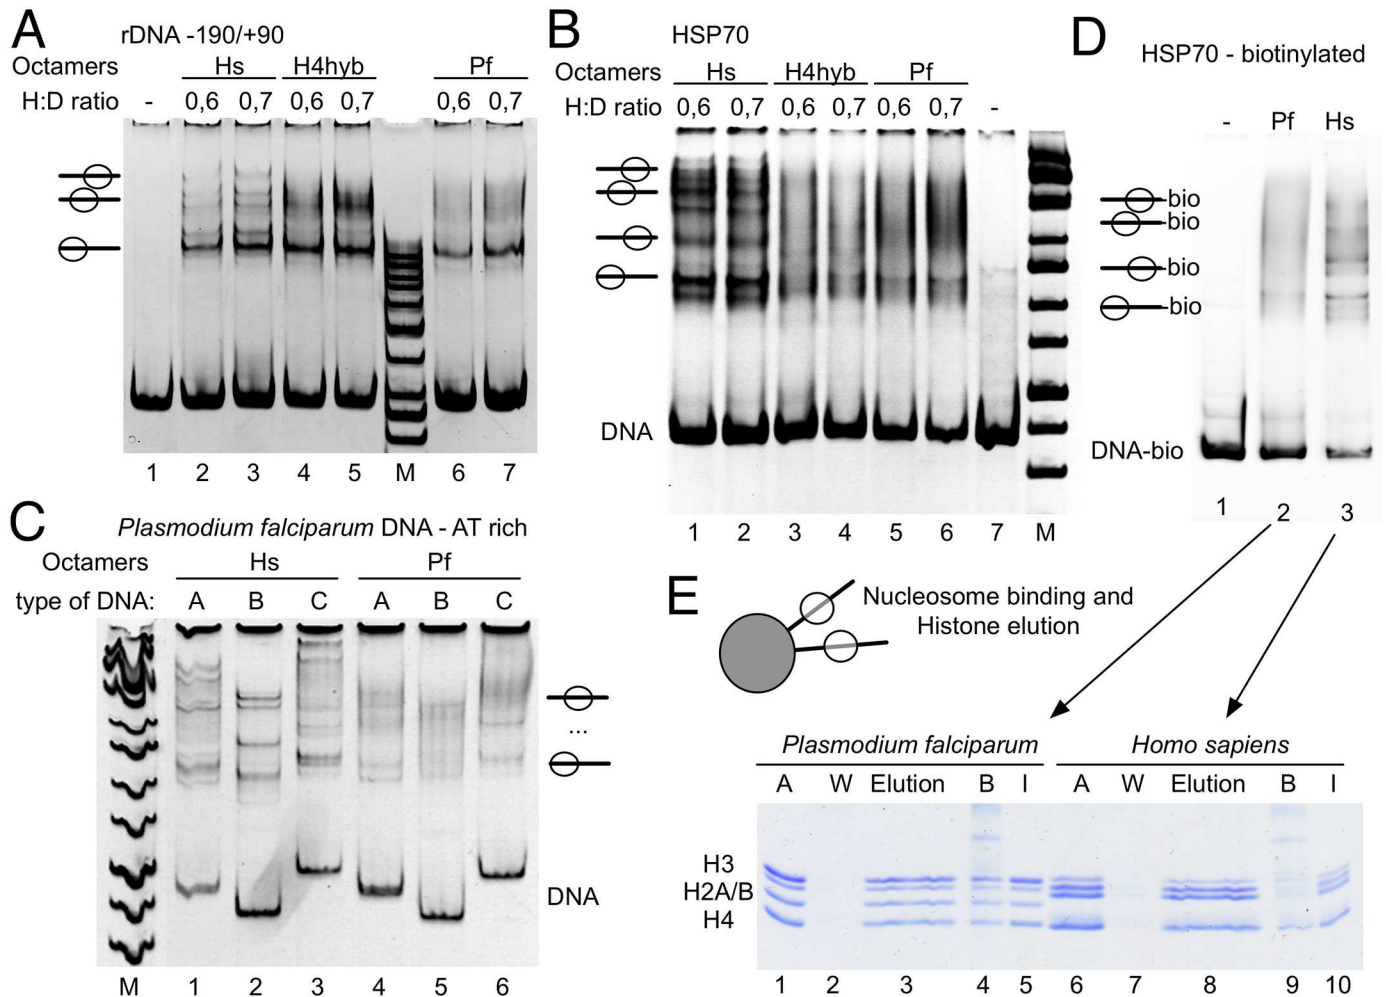 A
rDNA -190/+90
Octamers Hs H4hyb Pf
H:D ratio - 0,6 0,7 0,6 0,7 0,6 0,7
1 2 3 4 5 M 6 7
B
HSP70
Octamers Hs H4hyb Pf
H:D ratio 0,6 0,7 0,6 0,7 0,6 0,7 -
DNA
1 2 3 4 5 6 7 M
C
Plasmodium falciparum DNA - AT rich
Octamers Hs Pf
type of DNA: A B C A B C
...
DNA
M 1 2 3 4 5 6
D
HSP70 - biotinylated
- Pf Hs
bio
bio
bio
bio
DNA-bio
1 2 3
E
Nucleosome binding and
Histone elution
Plasmodium falciparum Homo sapiens
A W Elution B I A W Elution B I
H3
H2A/B
H4
1 2 3 4 5 6 7 8 9 10